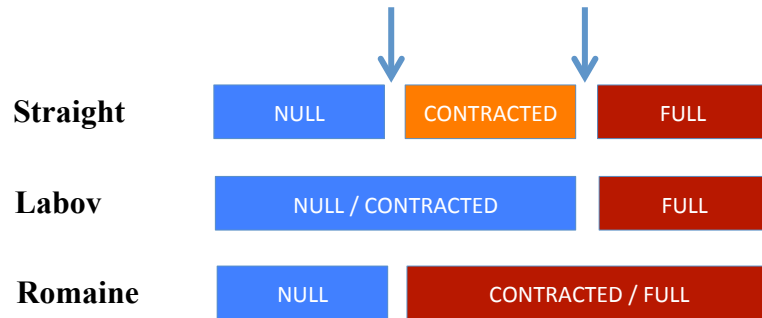 Straight NULL CONTRACTED FULL
Labov NULL / CONTRACTED FULL
Romaine NULL CONTRACTED / FULL